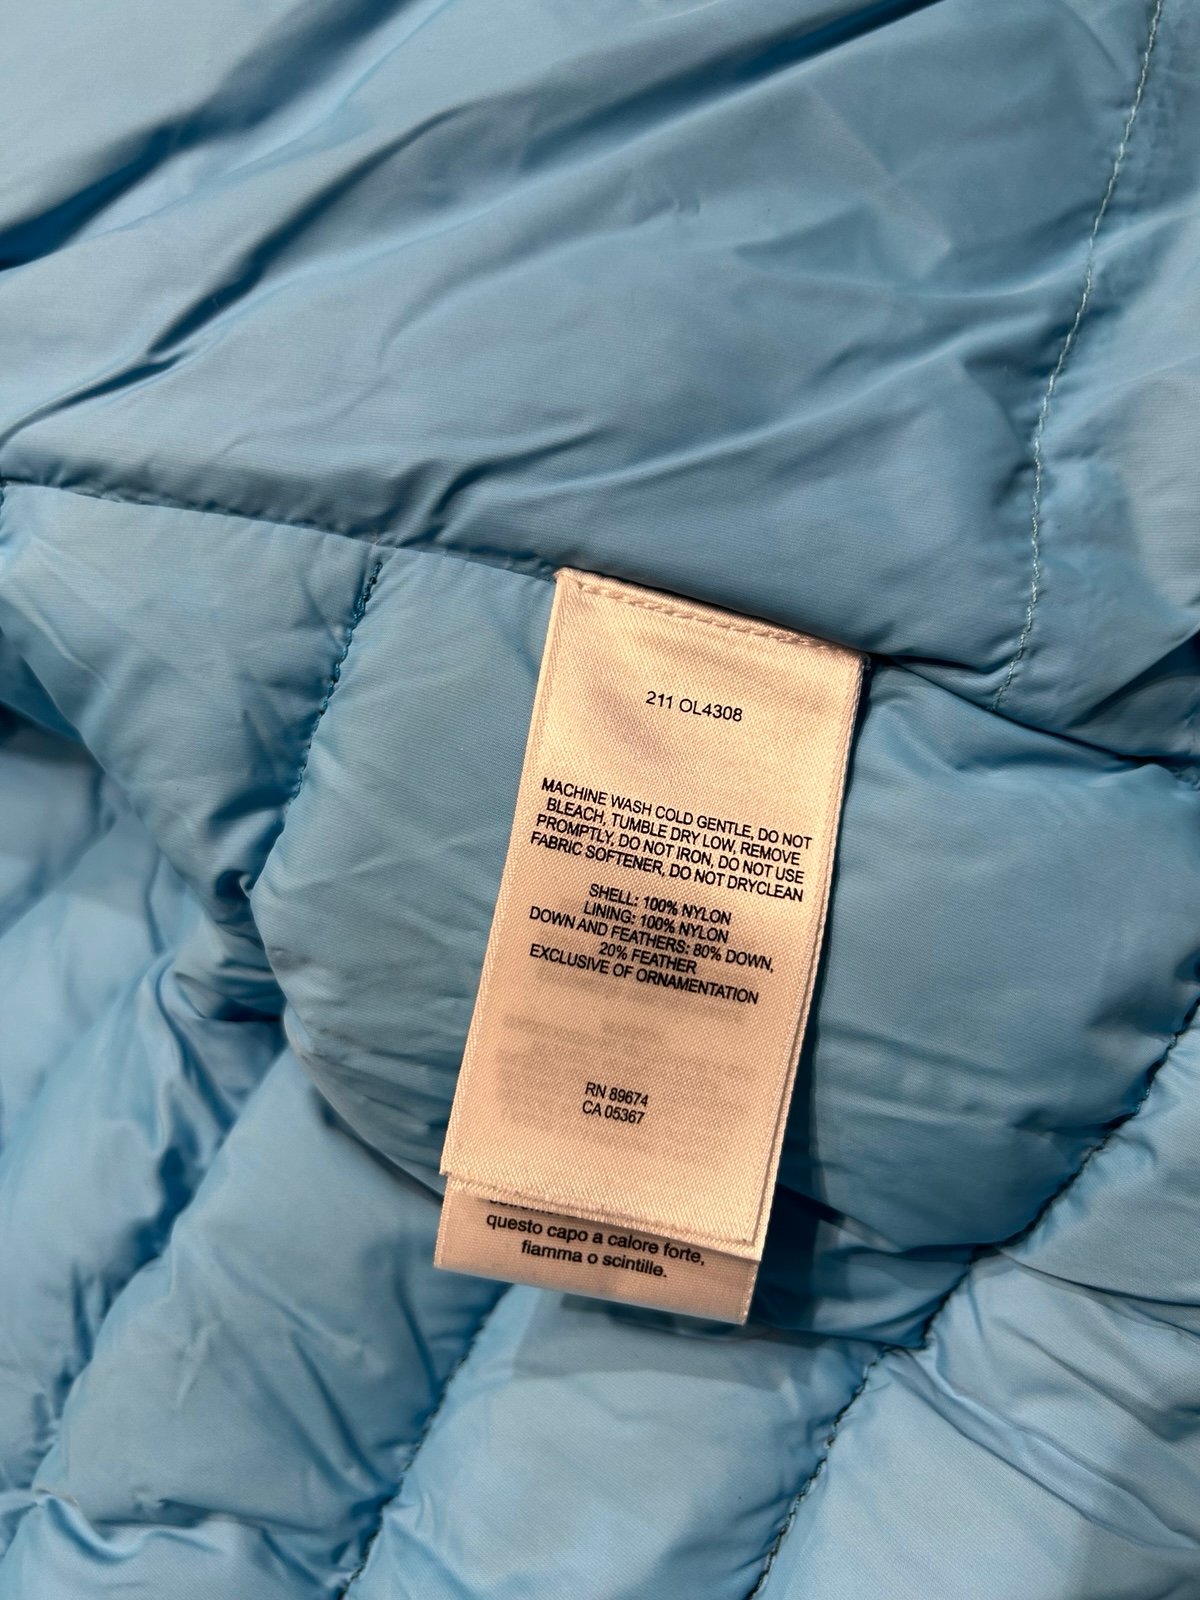 211 OL4308
MACHINE WASH COLD GENTLE, DO NOT
BLEACH, TUMBLE DRY LOW, REMOVE
PROMPTLY, DO NOT IRON, DO NOT USE
FABRIC SOFTENER, DO NOT DRYCLEAN
SHELL: 100% NYLON
LINING: 100% NYLON
DOWN AND FEATHERS: 80% DOWN,
20% FEATHER
EXCLUSIVE OF ORNAMENTATION
RN 89674
CA 05367
questo capo a calore forte,
fiamma o scintille.